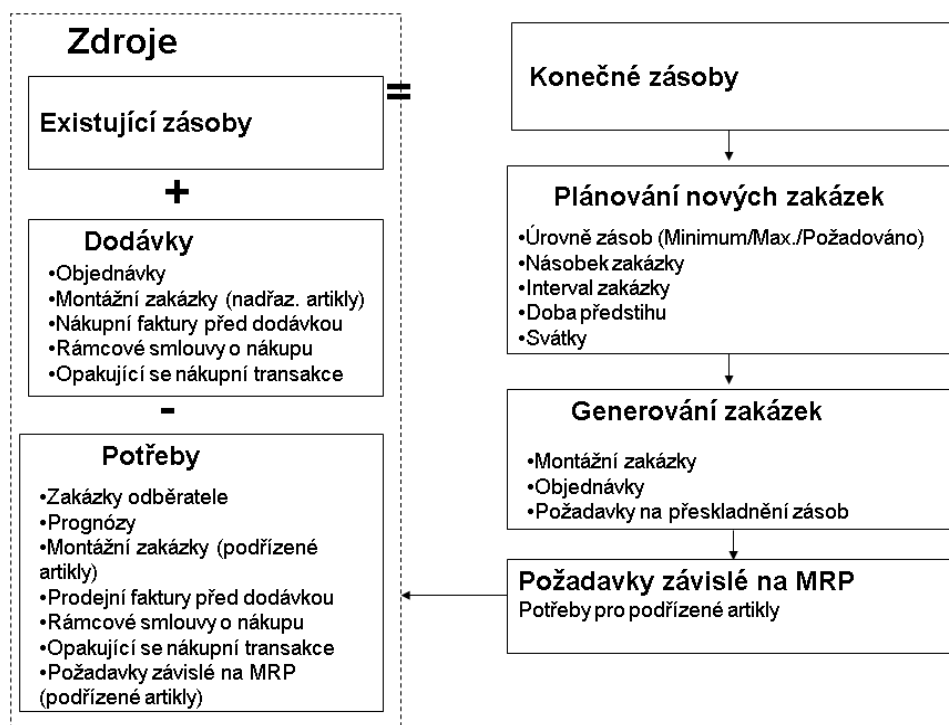 Zdroje
Existující zásoby
+
Dodávky
•Objednávky
•Montážní zakázky (nadřaz. artikly)
•Nákupní faktury před dodávkou
•Rámcové smlouvy o nákupu
•Opakující se nákupní transakce
-
Potřeby
•Zakázky odběratele
•Prognózy
•Montážní zakázky (podřízené
artikly)
•Prodejní faktury před dodávkou
•Rámcové smlouvy o nákupu
•Opakující se nákupní transakce
•Požadavky závislé na MRP
(podřízené artikly)
=
Konečné zásoby
Plánování nových zakázek
•Úrovně zásob (Minimum/Max./Požadováno)
•Násobek zakázky
•Interval zakázky
•Doba předstihu
•Svátky
Generování zakázek
•Montážní zakázky
•Objednávky
•Požadavky na přeskladnění zásob
Požadavky závislé na MRP
Potřeby pro podřízené artikly